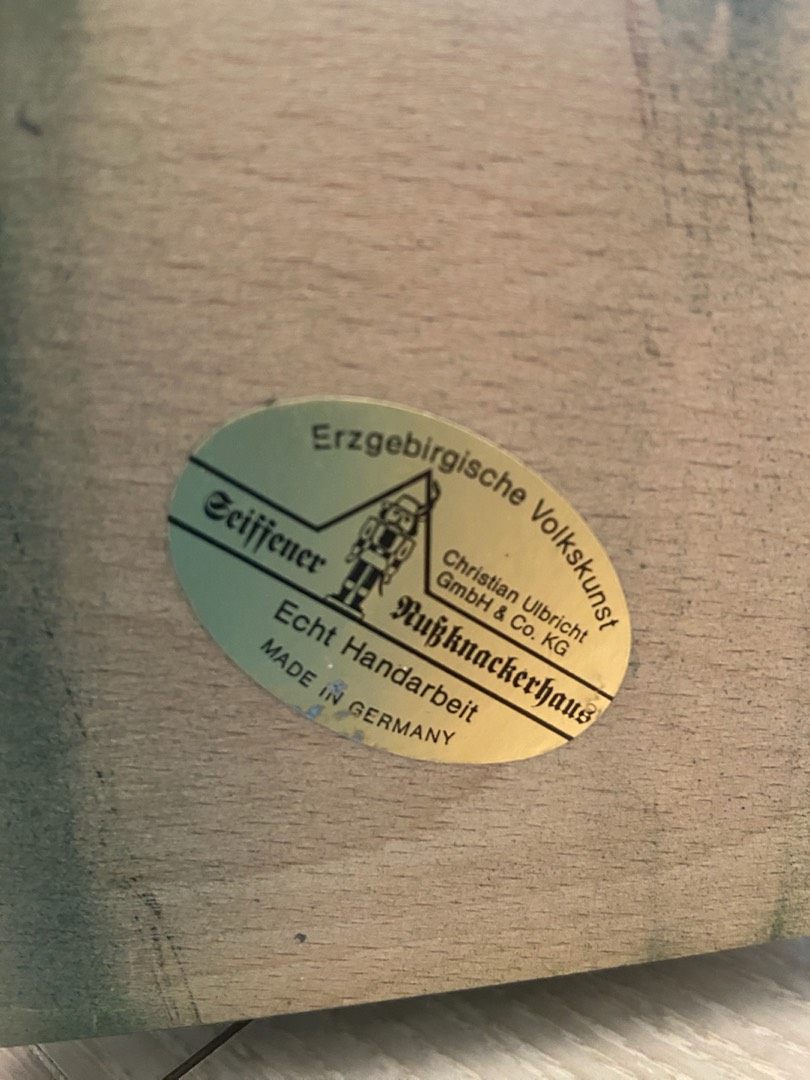 Erzgebirgische Volkskunst
Seiffener
Christian Ulbricht
GmbH & Co. KG
Nußknackerhaus
Echt Handarbeit
MADE IN GERMANY